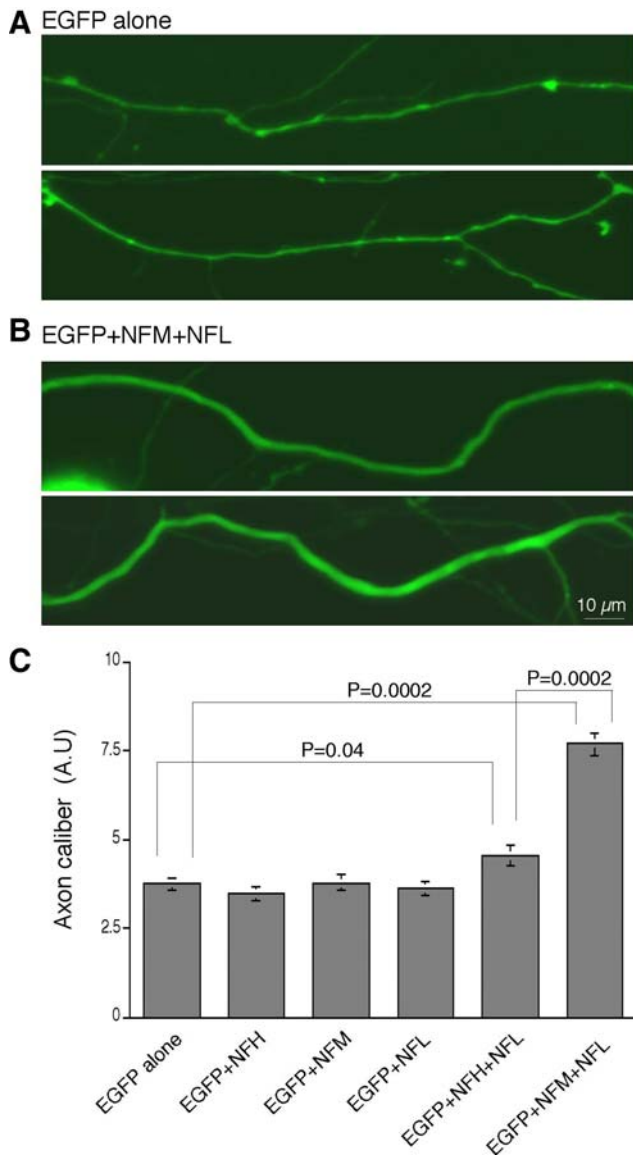 A EGFP alone
B EGFP+NFM+NFL
10 µm
C
10
P=0.0002
P=0.0002
7.5
P=0.04
Axon caliber (A.U)
5
2.5
0
EGFP alone
EGFP+NFH
EGFP+NFM
EGFP+NFL
EGFP+NFH+NFL
EGFP+NFM+NFL